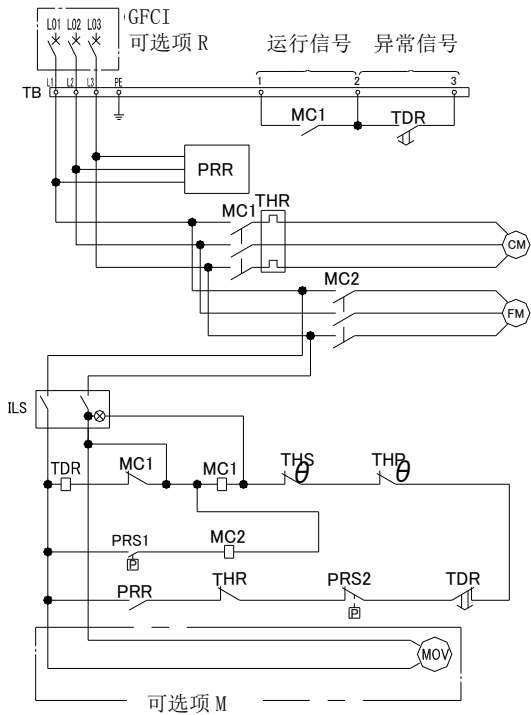 GFCI
L01 L02 L03
可选项 R
运行信号 异常信号
TB L1 L2 L3 PE 1 2 3
MC1 TDR
PRR
MC1 THR
CM
MC2
FM
ILS
TDR MC1 MC1 THS θ THP θ
PRS1 MC2
P
PRR THR PRS2 TDR
P
MOV
可选项 M